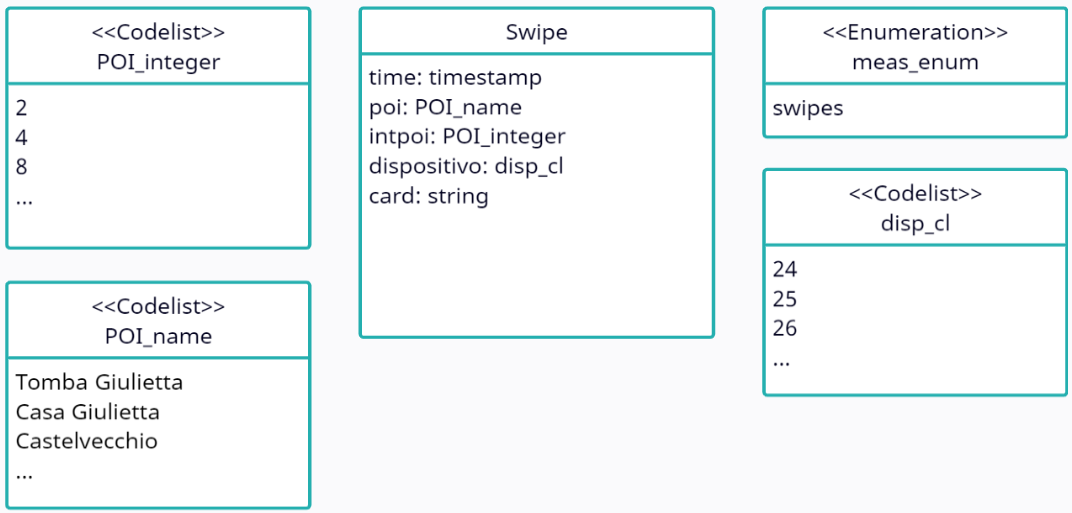 <<Codelist>>
POI_integer
2
4
8
...
<<Codelist>>
POI_name
Tomba Giulietta
Casa Giulietta
Castelvecchio
...
Swipe
time: timestamp
poi: POI_name
intpoi: POI_integer
dispositivo: disp_cl
card: string
<<Enumeration>>
meas_enum
swipes
<<Codelist>>
disp_cl
24
25
26
...